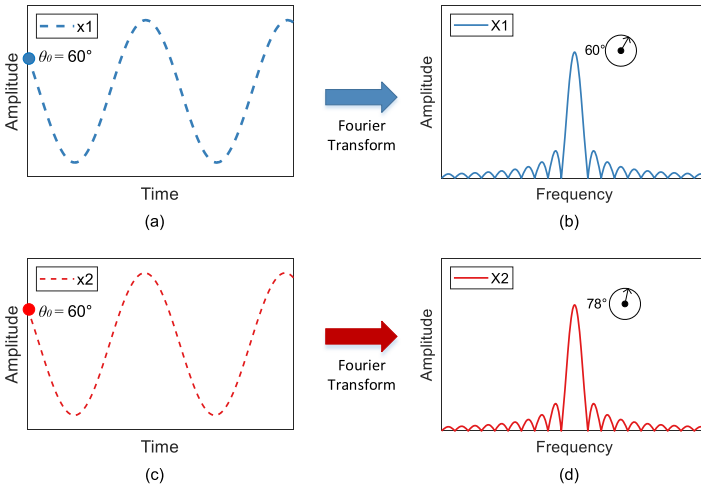 x1
θ₀ = 60°
Amplitude
Time
(a)
Fourier
Transform
X1
60°
Amplitude
Frequency
(b)
x2
θ₀ = 60°
Amplitude
Time
(c)
Fourier
Transform
X2
78°
Amplitude
Frequency
(d)